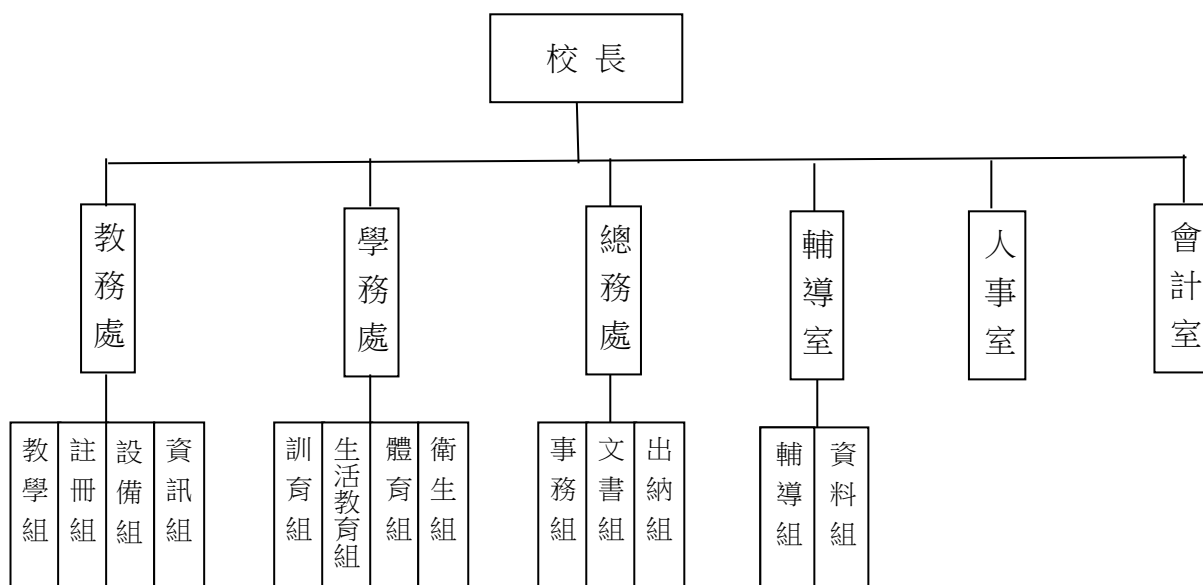 校長
教務處
學務處
總務處
輔導室
人事室
會計室
教學組
註冊組
設備組
資訊組
訓育組
生活教育組
體育組
衛生組
事務組
文書組
出納組
輔導組
資料組